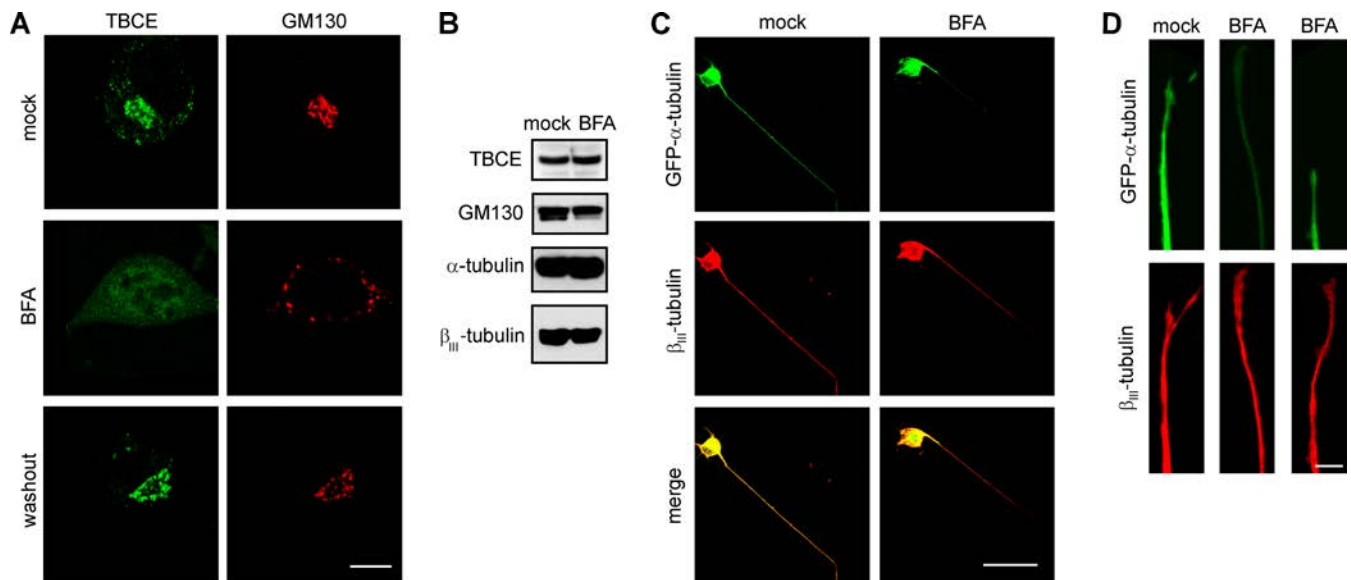 A
TBCE GM130
mock
BFA
washout
B
mock BFA
TBCE
GM130
α-tubulin
βIII-tubulin
C
mock BFA
GFP-α-tubulin
βIII-tubulin
merge
D
mock BFA BFA
GFP-α-tubulin
βIII-tubulin